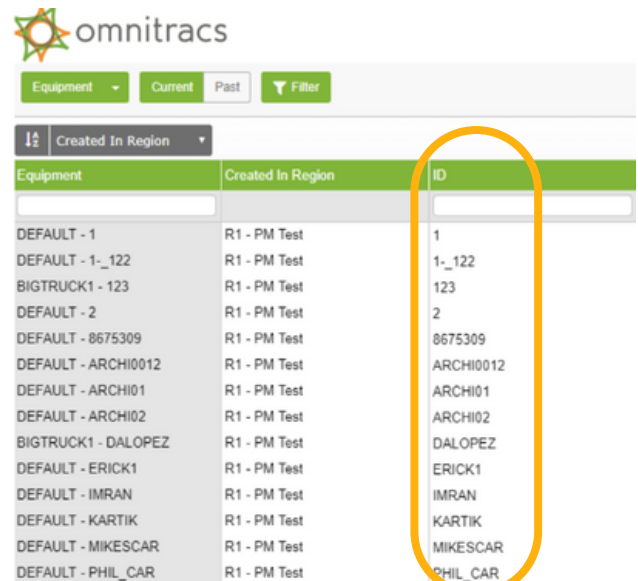 omnitracs
Equipment Current Past Filter
Created In Region
Equipment Created In Region ID
DEFAULT - 1 R1 - PM Test 1
DEFAULT - 1-_122 R1 - PM Test 1-_122
BIGTRUCK1 - 123 R1 - PM Test 123
DEFAULT - 2 R1 - PM Test 2
DEFAULT - 8675309 R1 - PM Test 8675309
DEFAULT - ARCHI0012 R1 - PM Test ARCHI0012
DEFAULT - ARCHI01 R1 - PM Test ARCHI01
DEFAULT - ARCHI02 R1 - PM Test ARCHI02
BIGTRUCK1 - DALOPEZ R1 - PM Test DALOPEZ
DEFAULT - ERICK1 R1 - PM Test ERICK1
DEFAULT - IMRAN R1 - PM Test IMRAN
DEFAULT - KARTIK R1 - PM Test KARTIK
DEFAULT - MIKESCAR R1 - PM Test MIKESCAR
DEFAULT - PHIL_CAR R1 - PM Test PHIL_CAR